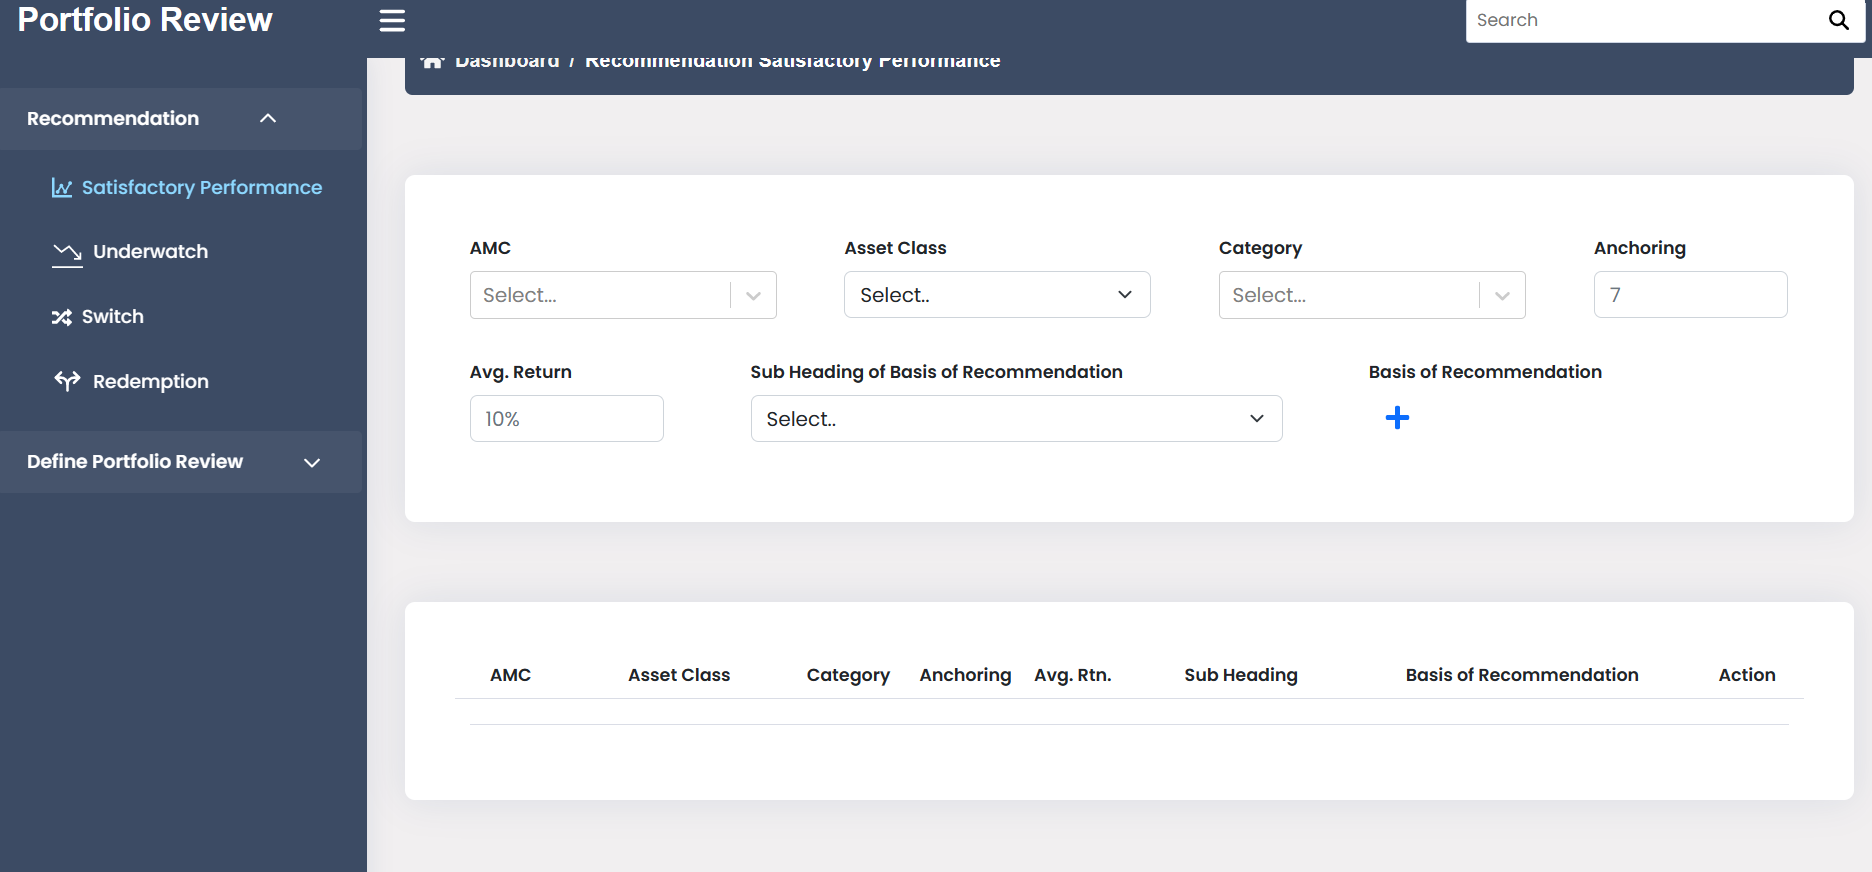 Portfolio Review
Search
Dashboard / Recommendation Satisfactory Performance
Recommendation
Satisfactory Performance
Underwatch
Switch
Redemption
Define Portfolio Review
AMC
Asset Class
Category
Anchoring
Select...
Select..
Select...
7
Avg. Return
Sub Heading of Basis of Recommendation
Basis of Recommendation
10%
Select..
AMC Asset Class Category Anchoring Avg. Rtn. Sub Heading Basis of Recommendation Action